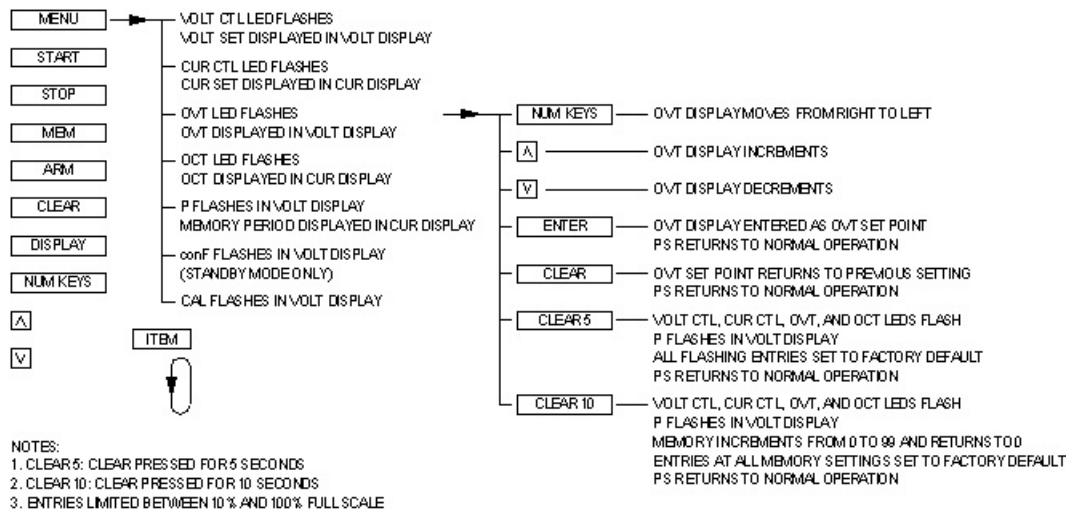 MENU
START
STOP
MEM
ARM
CLEAR
DISPLAY
NUM KEYS
Λ
V
VOLT CTL LED FLASHES
VOLT SET DISPLAYED IN VOLT DISPLAY
CUR CTL LED FLASHES
CUR SET DISPLAYED IN CUR DISPLAY
OVT LED FLASHES
OVT DISPLAYED IN VOLT DISPLAY
OCT LED FLASHES
OCT DISPLAYED IN CUR DISPLAY
P FLASHES IN VOLT DISPLAY
MEMORY PERIOD DISPLAYED IN CUR DISPLAY
conF FLASHES IN VOLT DISPLAY
(STANDBY MODE ONLY)
CAL FLASHES IN VOLT DISPLAY
ITEM
NUM KEYS
OVT DISPLAY MOVES FROM RIGHT TO LEFT
Λ
OVT DISPLAY INCREMENTS
V
OVT DISPLAY DECREMENTS
ENTER
OVT DISPLAY ENTERED AS OVT SET POINT
PS RETURNS TO NORMAL OPERATION
CLEAR
OVT SET POINT RETURNS TO PREVIOUS SETTING
PS RETURNS TO NORMAL OPERATION
CLEAR 5
VOLT CTL, CUR CTL, OVT, AND OCT LEDS FLASH
P FLASHES IN VOLT DISPLAY
ALL FLASHING ENTRIES SET TO FACTORY DEFAULT
PS RETURNS TO NORMAL OPERATION
CLEAR 10
VOLT CTL, CUR CTL, OVT, AND OCT LEDS FLASH
P FLASHES IN VOLT DISPLAY
MEMORY INCREMENTS FROM 0 TO 99 AND RETURNS TO 0
ENTRIES AT ALL MEMORY SETTINGS SET TO FACTORY DEFAULT
PS RETURNS TO NORMAL OPERATION
NOTES:
1. CLEAR 5: CLEAR PRESSED FOR 5 SECONDS
2. CLEAR 10: CLEAR PRESSED FOR 10 SECONDS
3. ENTRIES LIMITED BETWEEN 10 % AND 100% FULL SCALE